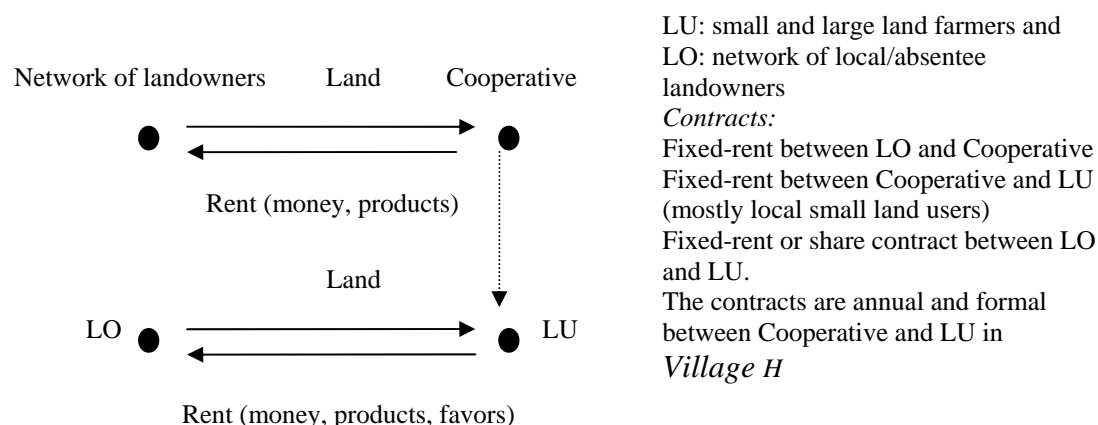 Network of landowners Land Cooperative
Rent (money, products)
Land
LO LU
Rent (money, products, favors)
LU: small and large land farmers and
LO: network of local/absentee
landowners
Contracts:
Fixed-rent between LO and Cooperative
Fixed-rent between Cooperative and LU
(mostly local small land users)
Fixed-rent or share contract between LO
and LU.
The contracts are annual and formal
between Cooperative and LU in
Village H